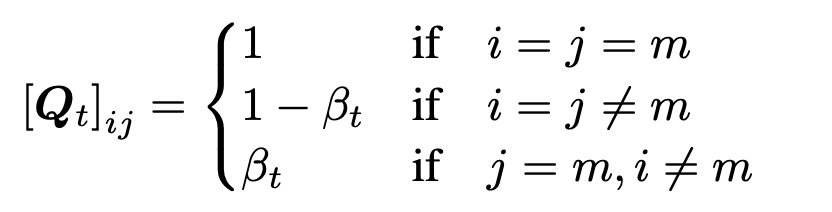 [Q_t]_{ij} = { 1 if i = j = m
1 − β_t if i = j ≠ m
β_t if j = m, i ≠ m